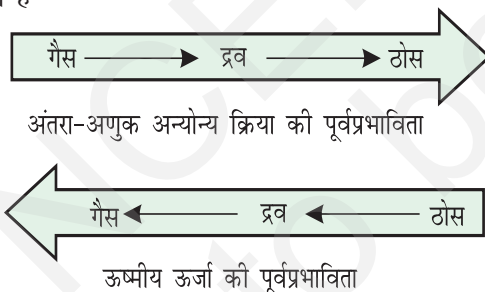 है
गैस द्रव ठोस
अंतरा-अणुक अन्योन्य क्रिया की पूर्वप्रभाविता
गैस द्रव ठोस
ऊष्मीय ऊर्जा की पूर्वप्रभाविता